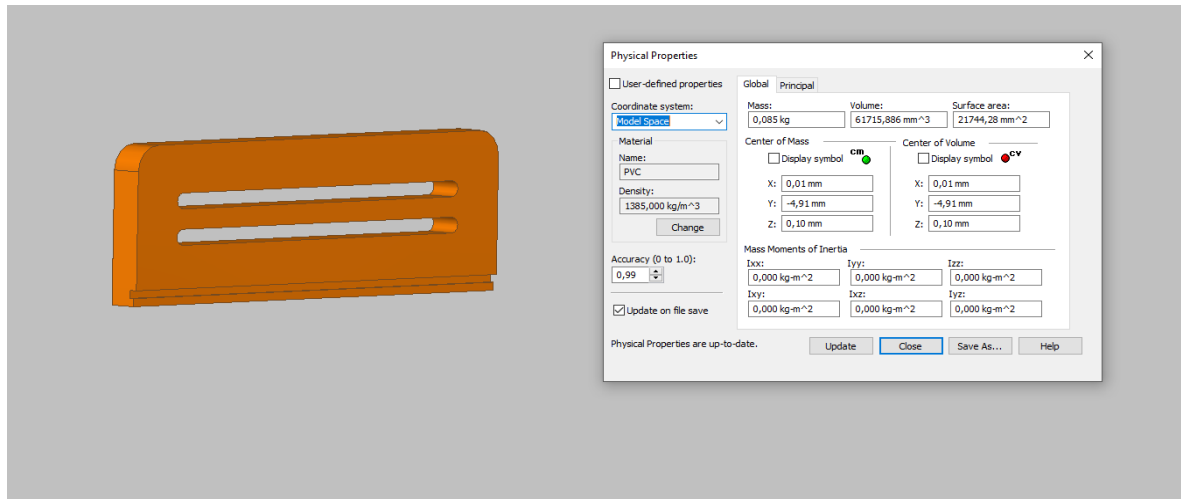 Physical Properties
User-defined properties
Coordinate system:
Model Space
Material
Name:
PVC
Density:
1385,000 kg/m^3
Change
Accuracy (0 to 1.0):
0,99
Update on file save
Physical Properties are up-to-date.
Global Principal
Mass: Volume: Surface area:
0,085 kg 61715,886 mm^3 21744,28 mm^2
Center of Mass
Display symbol cm
X: 0,01 mm
Y: -4,91 mm
Z: 0,10 mm
Center of Volume
Display symbol cv
X: 0,01 mm
Y: -4,91 mm
Z: 0,10 mm
Mass Moments of Inertia
Ixx: Iyy: Izz:
0,000 kg-m^2 0,000 kg-m^2 0,000 kg-m^2
Ixy: Ixz: Iyz:
0,000 kg-m^2 0,000 kg-m^2 0,000 kg-m^2
Update Close Save As... Help